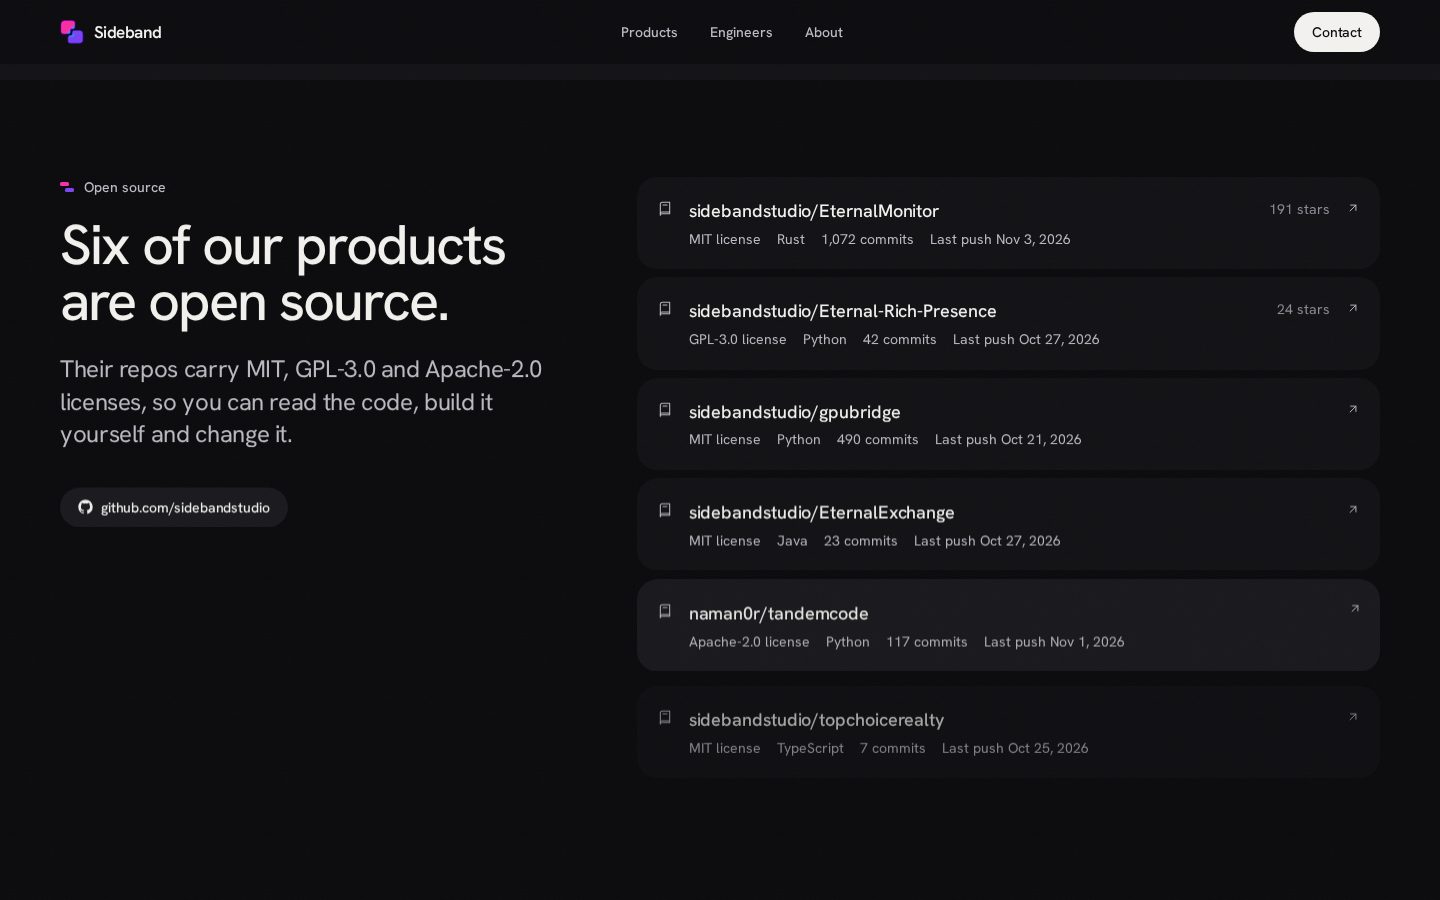 Sideband
Products Engineers About
Contact
Open source
Six of our products
are open source.
Their repos carry MIT, GPL-3.0 and Apache-2.0
licenses, so you can read the code, build it
yourself and change it.
github.com/sidebandstudio
sidebandstudio/EternalMonitor 191 stars
MIT license Rust 1,072 commits Last push Nov 3, 2026
sidebandstudio/Eternal-Rich-Presence 24 stars
GPL-3.0 license Python 42 commits Last push Oct 27, 2026
sidebandstudio/gpubridge
MIT license Python 490 commits Last push Oct 21, 2026
sidebandstudio/EternalExchange
MIT license Java 23 commits Last push Oct 27, 2026
naman0r/tandemcode
Apache-2.0 license Python 117 commits Last push Nov 1, 2026
sidebandstudio/topchoicerealty
MIT license TypeScript 7 commits Last push Oct 25, 2026